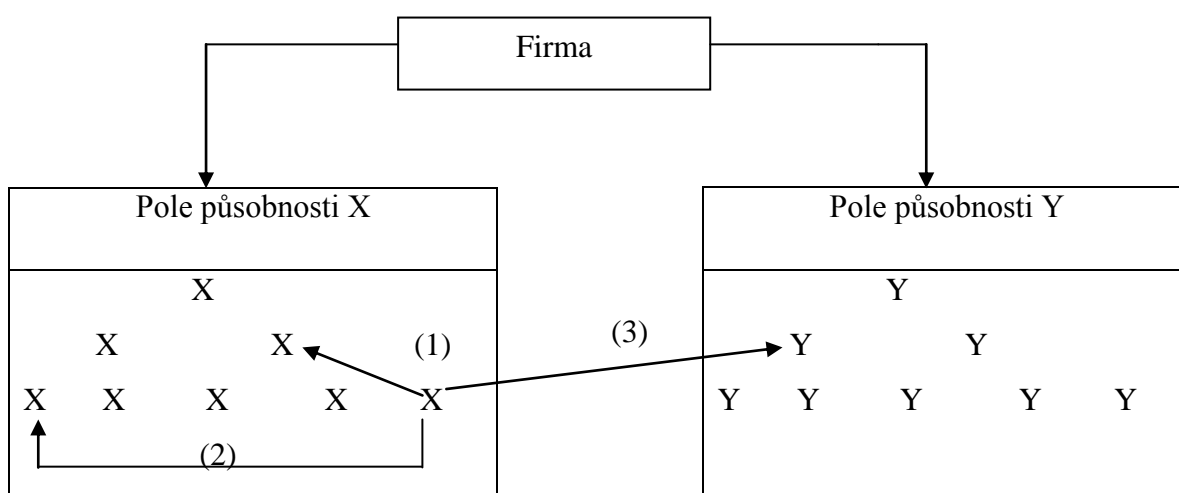 Firma
Pole působnosti X
Pole působnosti Y
X
Y
X X (1)
(3)
Y Y
X X X X X
Y Y Y Y Y
(2)